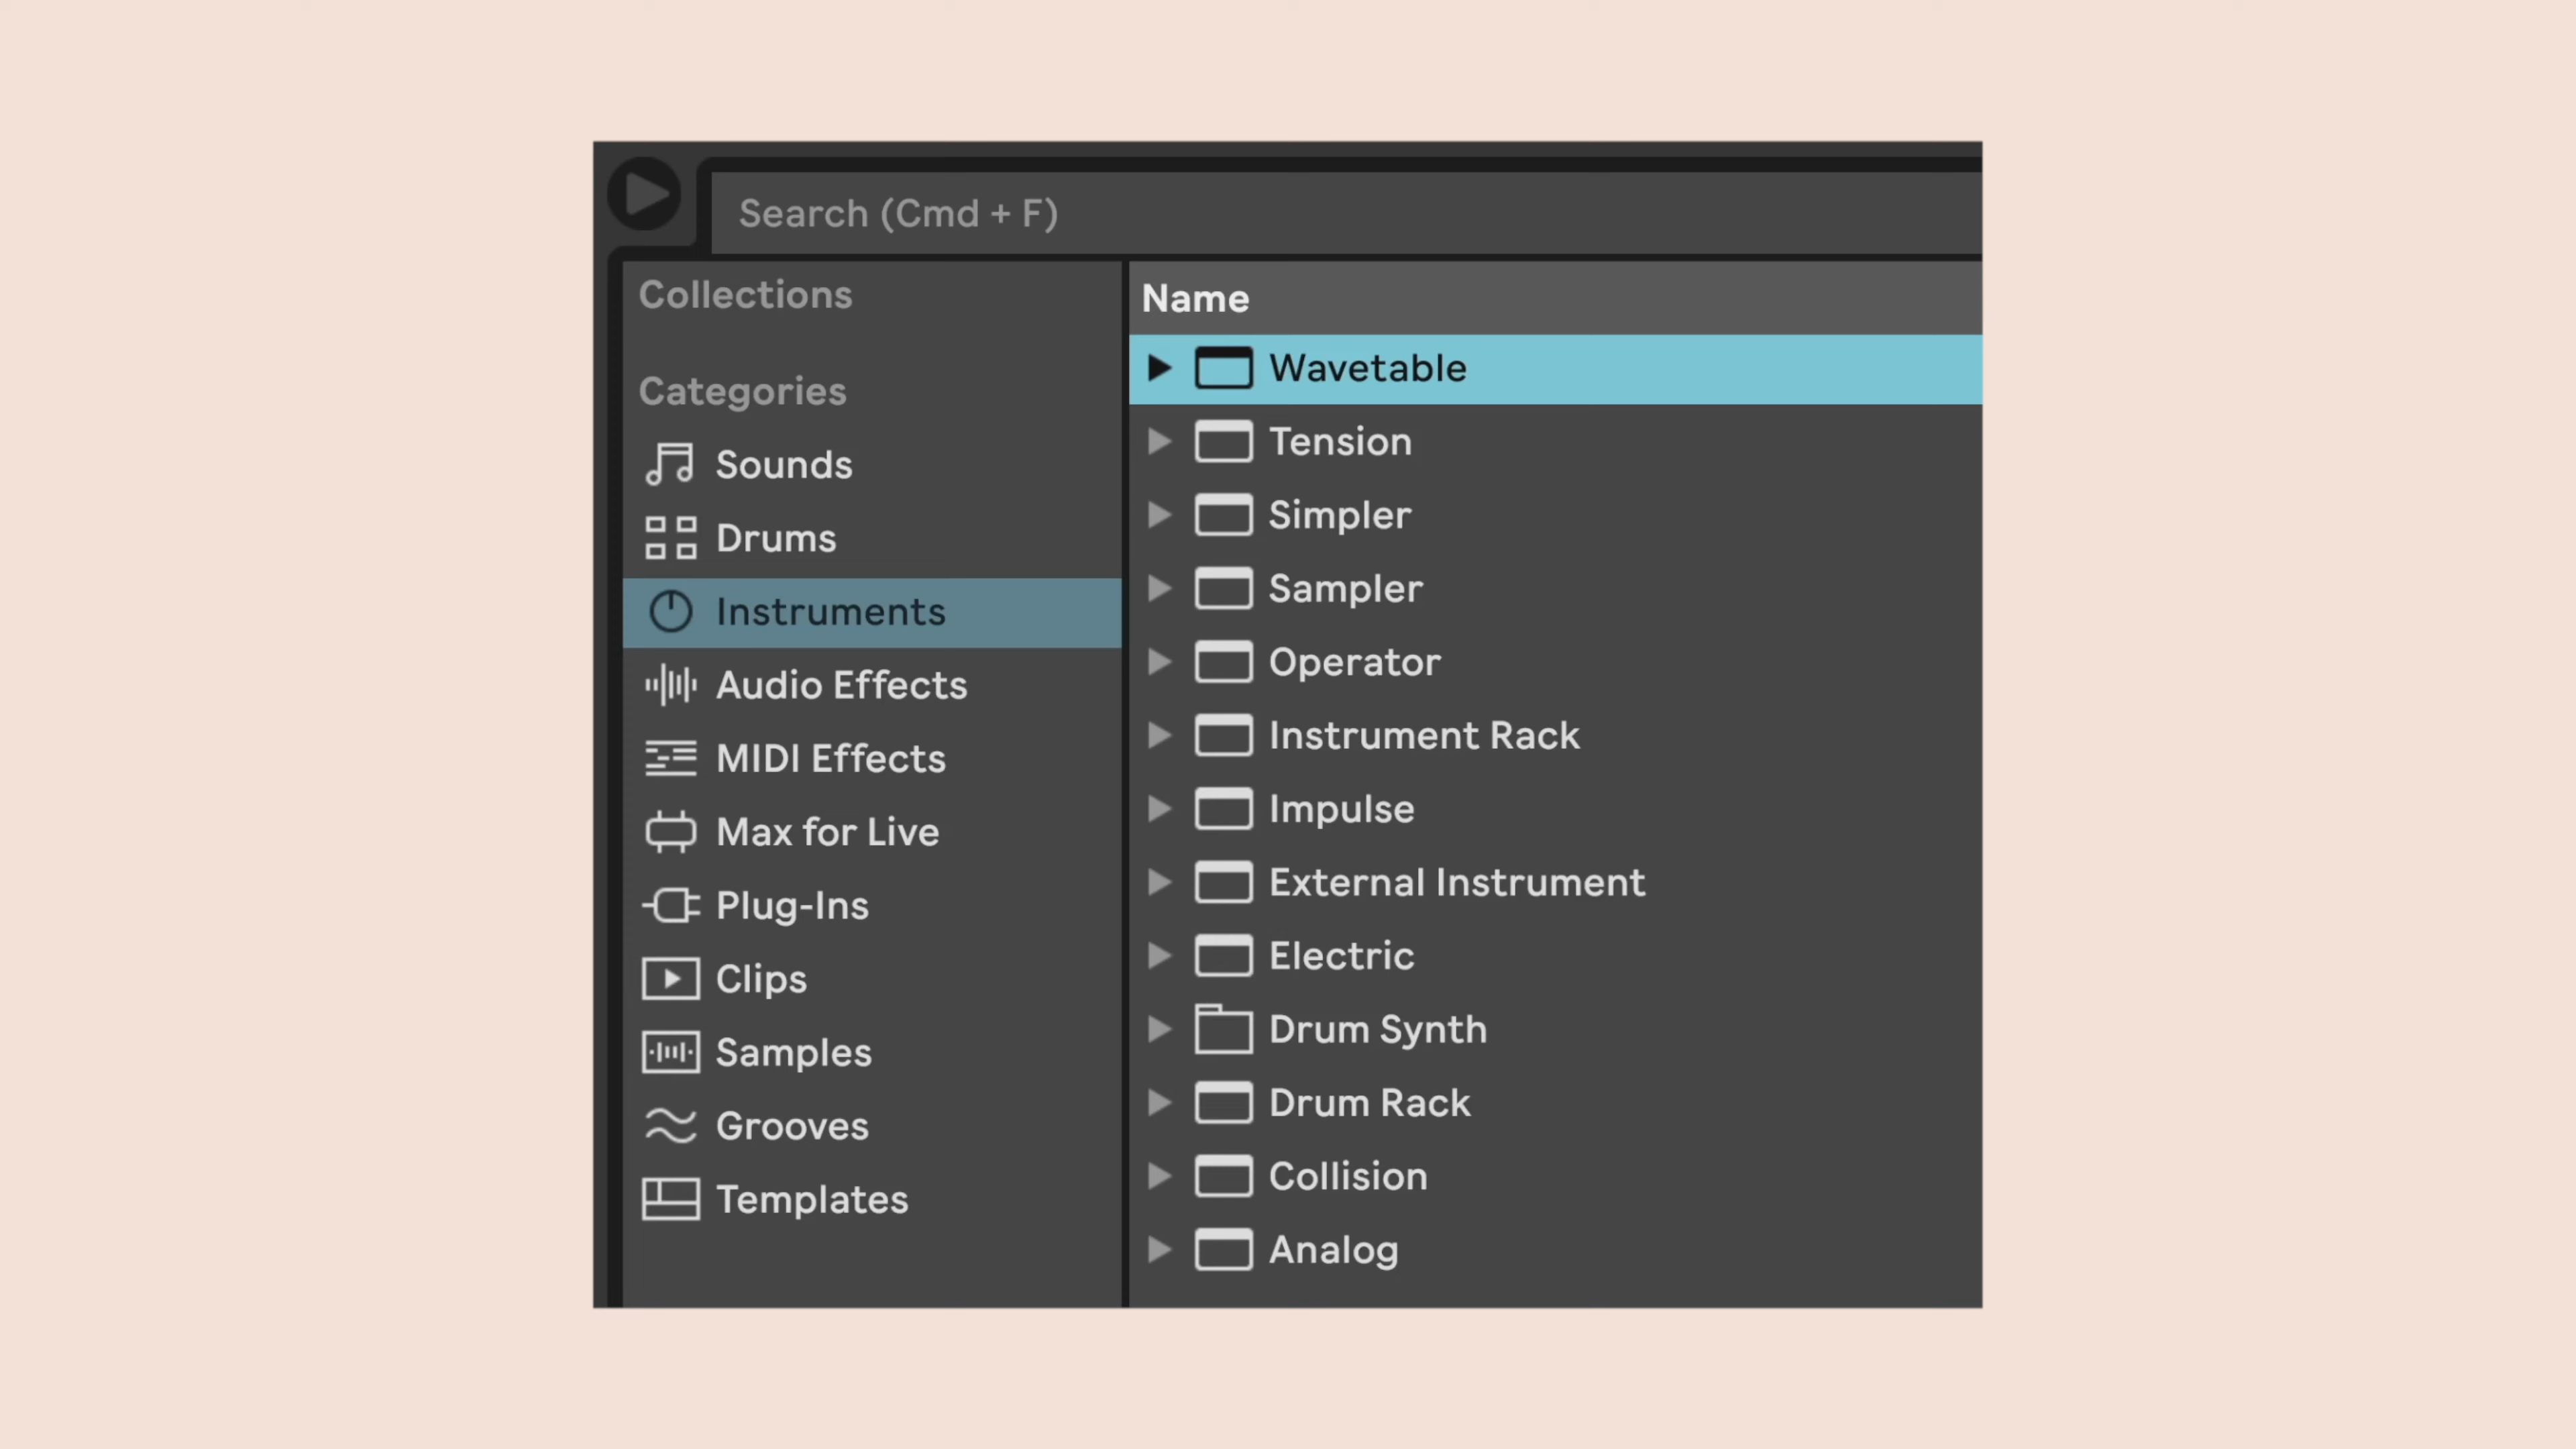 Search (Cmd + F)
Collections
Categories
Sounds
Drums
Instruments
Audio Effects
MIDI Effects
Max for Live
Plug-Ins
Clips
Samples
Grooves
Templates
Name
Wavetable
Tension
Simpler
Sampler
Operator
Instrument Rack
Impulse
External Instrument
Electric
Drum Synth
Drum Rack
Collision
Analog